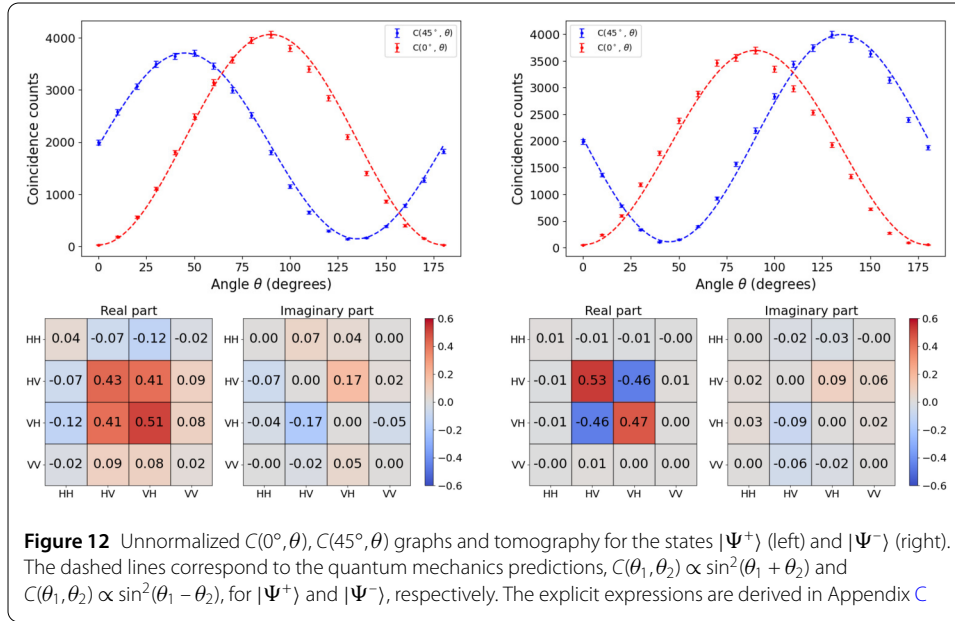 C(45°, θ)
C(0°, θ)
4000
3000
2000
1000
0
Coincidence counts
0 25 50 75 100 125 150 175
Angle θ (degrees)
C(45°, θ)
C(0°, θ)
4000
3500
3000
2500
2000
1500
1000
500
0
Coincidence counts
0 25 50 75 100 125 150 175
Angle θ (degrees)
Real part
HH 0.04 -0.07 -0.12 -0.02
HV -0.07 0.43 0.41 0.09
VH -0.12 0.41 0.51 0.08
VV -0.02 0.09 0.08 0.02
HH HV VH VV
Imaginary part
0.00 0.07 0.04 0.00
-0.07 0.00 0.17 0.02
-0.04 -0.17 0.00 -0.05
-0.00 -0.02 0.05 0.00
HH HV VH VV
0.6
0.4
0.2
0.0
−0.2
−0.4
−0.6
Real part
HH 0.01 -0.01 -0.01 -0.00
HV -0.01 0.53 -0.46 0.01
VH -0.01 -0.46 0.47 0.00
VV -0.00 0.01 0.00 0.00
HH HV VH VV
Imaginary part
HH 0.00 -0.02 -0.03 -0.00
HV 0.02 0.00 0.09 0.06
VH 0.03 -0.09 0.00 0.02
VV 0.00 -0.06 -0.02 0.00
HH HV VH VV
0.6
0.4
0.2
0.0
−0.2
−0.4
−0.6
Figure 12 Unnormalized C(0°, θ), C(45°, θ) graphs and tomography for the states |Ψ⁺⟩ (left) and |Ψ⁻⟩ (right).
The dashed lines correspond to the quantum mechanics predictions, C(θ₁, θ₂) ∝ sin²(θ₁ + θ₂) and
C(θ₁, θ₂) ∝ sin²(θ₁ − θ₂), for |Ψ⁺⟩ and |Ψ⁻⟩, respectively. The explicit expressions are derived in Appendix C